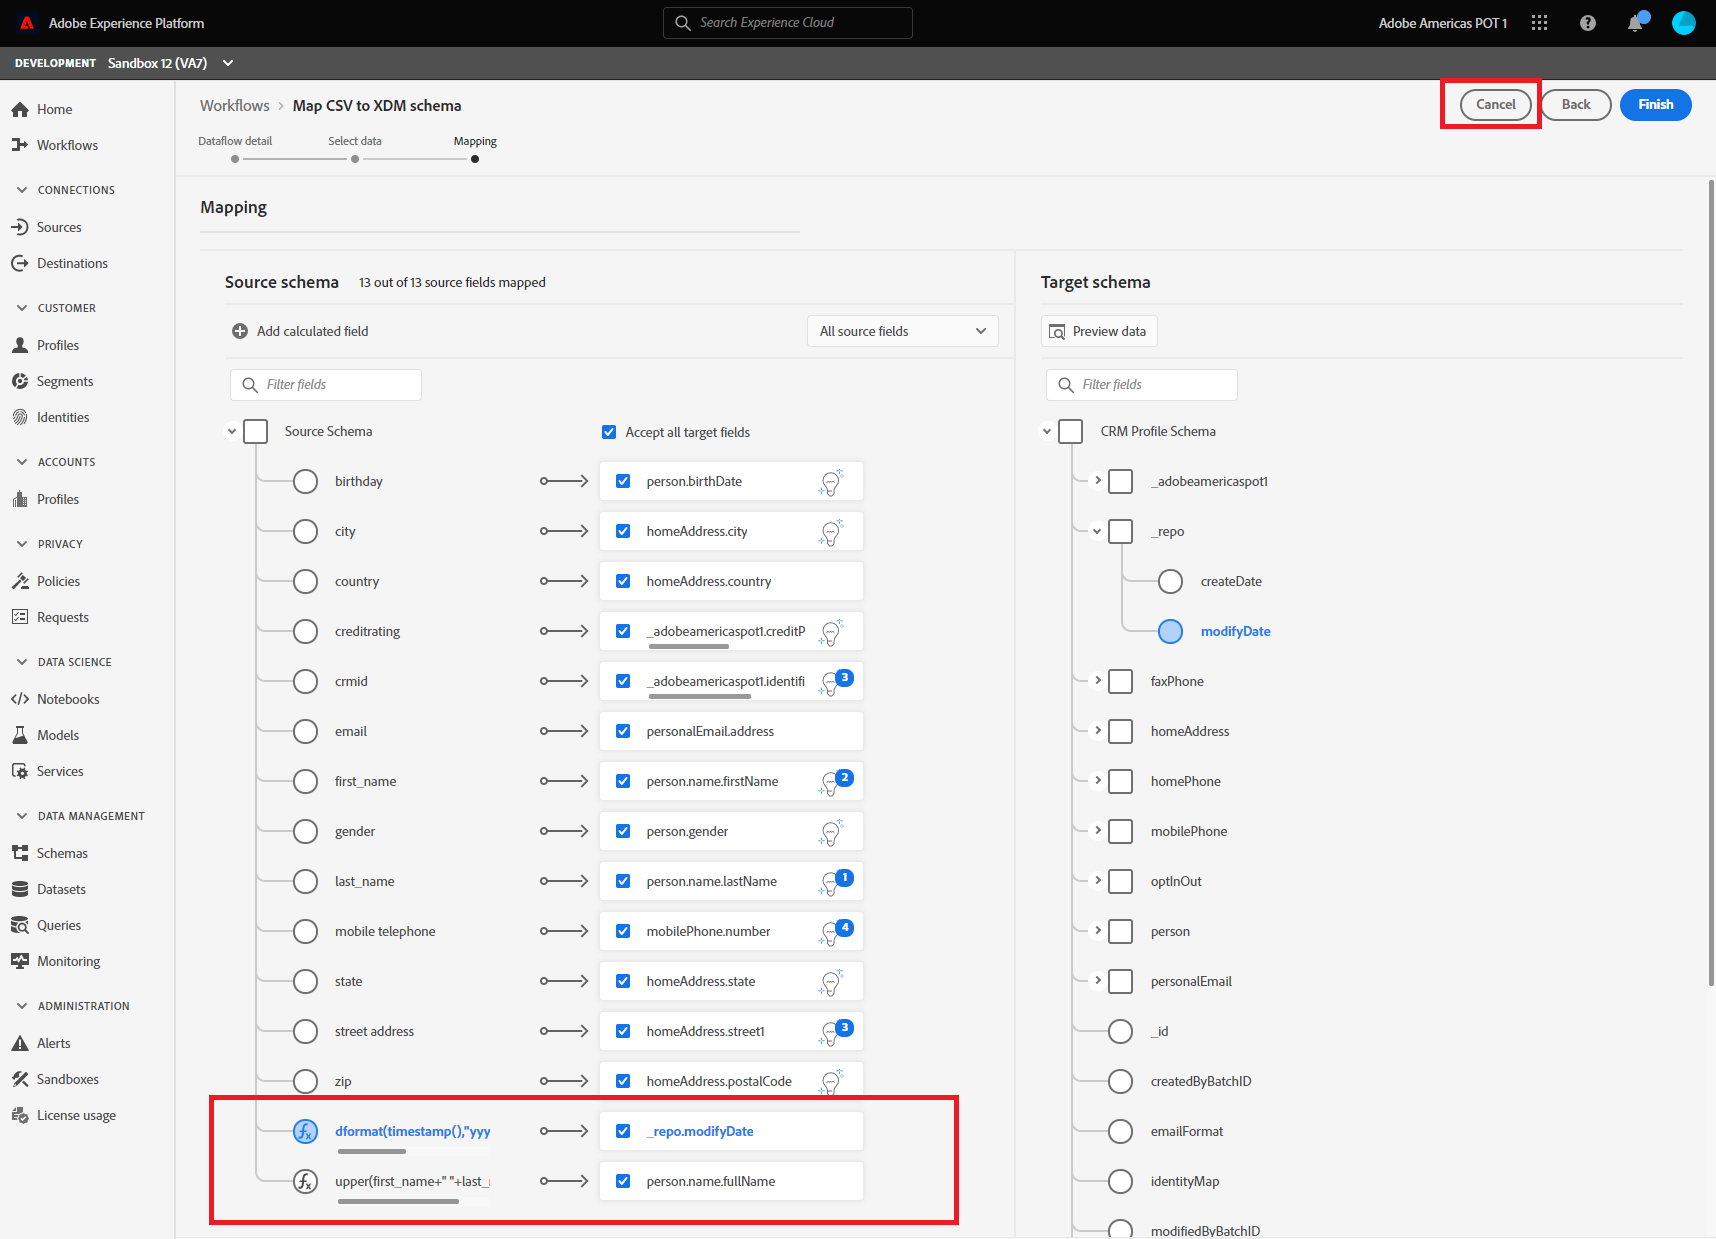 Adobe Experience Platform
Search Experience Cloud
Adobe Americas POT 1
DEVELOPMENT Sandbox 12 (VA7)
Home
Workflows
CONNECTIONS
Sources
Destinations
CUSTOMER
Profiles
Segments
Identities
ACCOUNTS
Profiles
PRIVACY
Policies
Requests
DATA SCIENCE
Notebooks
Models
Services
DATA MANAGEMENT
Schemas
Datasets
Queries
Monitoring
ADMINISTRATION
Alerts
Sandboxes
License usage
Workflows > Map CSV to XDM schema
Cancel
Back
Finish
Dataflow detail
Select data
Mapping
Mapping
Source schema 13 out of 13 source fields mapped
Add calculated field
All source fields
Filter fields
Source Schema
Accept all target fields
birthday person.birthDate
city homeAddress.city
country homeAddress.country
creditrating _adobeamericaspot1.creditP
crmid _adobeamericaspot1.identifi 3
email personalEmail.address
first_name person.name.firstName 2
gender person.gender
last_name person.name.lastName 1
mobile telephone mobilePhone.number 4
state homeAddress.state
street address homeAddress.street1 3
zip homeAddress.postalCode
fx dformat(timestamp(),"yyy _repo.modifyDate
fx upper(first_name+" "+last_ person.name.fullName
Target schema
Preview data
Filter fields
CRM Profile Schema
_adobeamericaspot1
_repo
createDate
modifyDate
faxPhone
homeAddress
homePhone
mobilePhone
optInOut
person
personalEmail
_id
createdByBatchID
emailFormat
identityMap
modifiedByBatchID